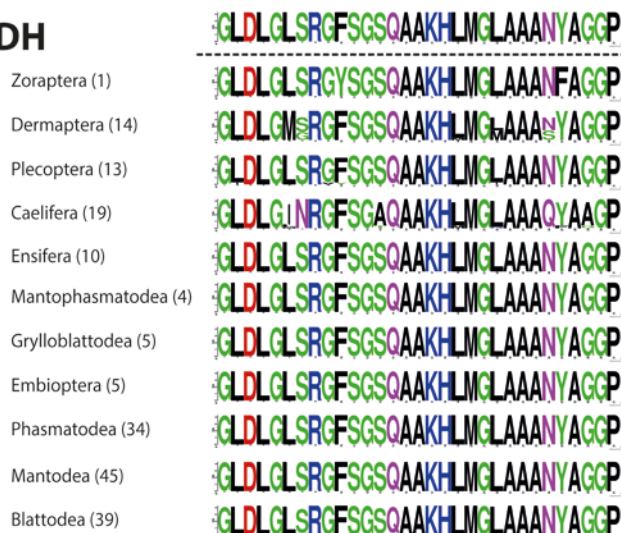 DH GLDLGLSRGFSGSQAAKHLMGLAAANYAGGP
Zoraptera (1) GLDLGLSRGYSGSQAAKHLMGLAAANFAGGP
Dermaptera (14) GLDLGMSRGFSGSQAAKHLMGLAAANYAGGP
Plecoptera (13) GLDLGLSRGFSGSQAAKHLMGLAAANYAGGP
Caelifera (19) GLDLGINRGFSGAQAAKHLMGLAAAQYAAGP
Ensifera (10) GLDLGLSRGFSGSQAAKHLMGLAAANYAGGP
Mantophasmatodea (4) GLDLGLSRGFSGSQAAKHLMGLAAANYAGGP
Grylloblattodea (5) GLDLGLSRGFSGSQAAKHLMGLAAANYAGGP
Embioptera (5) GLDLGLSRGFSGSQAAKHLMGLAAANYAGGP
Phasmatodea (34) GLDLGLSRGFSGSQAAKHLMGLAAANYAGGP
Mantodea (45) GLDLGLSRGFSGSQAAKHLMGLAAANYAGGP
Blattodea (39) GLDLGLSRGFSGSQAAKHLMGLAAANYAGGP